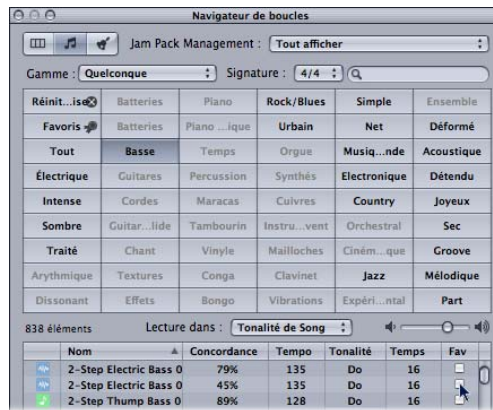 Navigateur de boucles
Jam Pack Management : Tout afficher
Gamme : Quelconque Signature : 4/4
Réinit...ise Batteries Piano Rock/Blues Simple Ensemble
Favoris Batteries Piano ...ique Urbain Net Déformé
Tout Basse Temps Orgue Musiq...nde Acoustique
Électrique Guitares Percussion Synthés Electronique Détendu
Intense Cordes Maracas Cuivres Country Joyeux
Sombre Guitar...lide Tambourin Instru...vent Orchestral Sec
Traité Chant Vinyle Mailloches Ciném...que Groove
Arythmique Textures Conga Clavinet Jazz Mélodique
Dissonant Effets Bongo Vibrations Expéri...ntal Part
838 éléments Lecture dans : Tonalité de Song
Nom Concordance Tempo Tonalité Temps Fav
2-Step Electric Bass 0 79% 135 Do 16
2-Step Electric Bass 0 45% 135 Do 16
2-Step Thump Bass 0 89% 128 Do 16